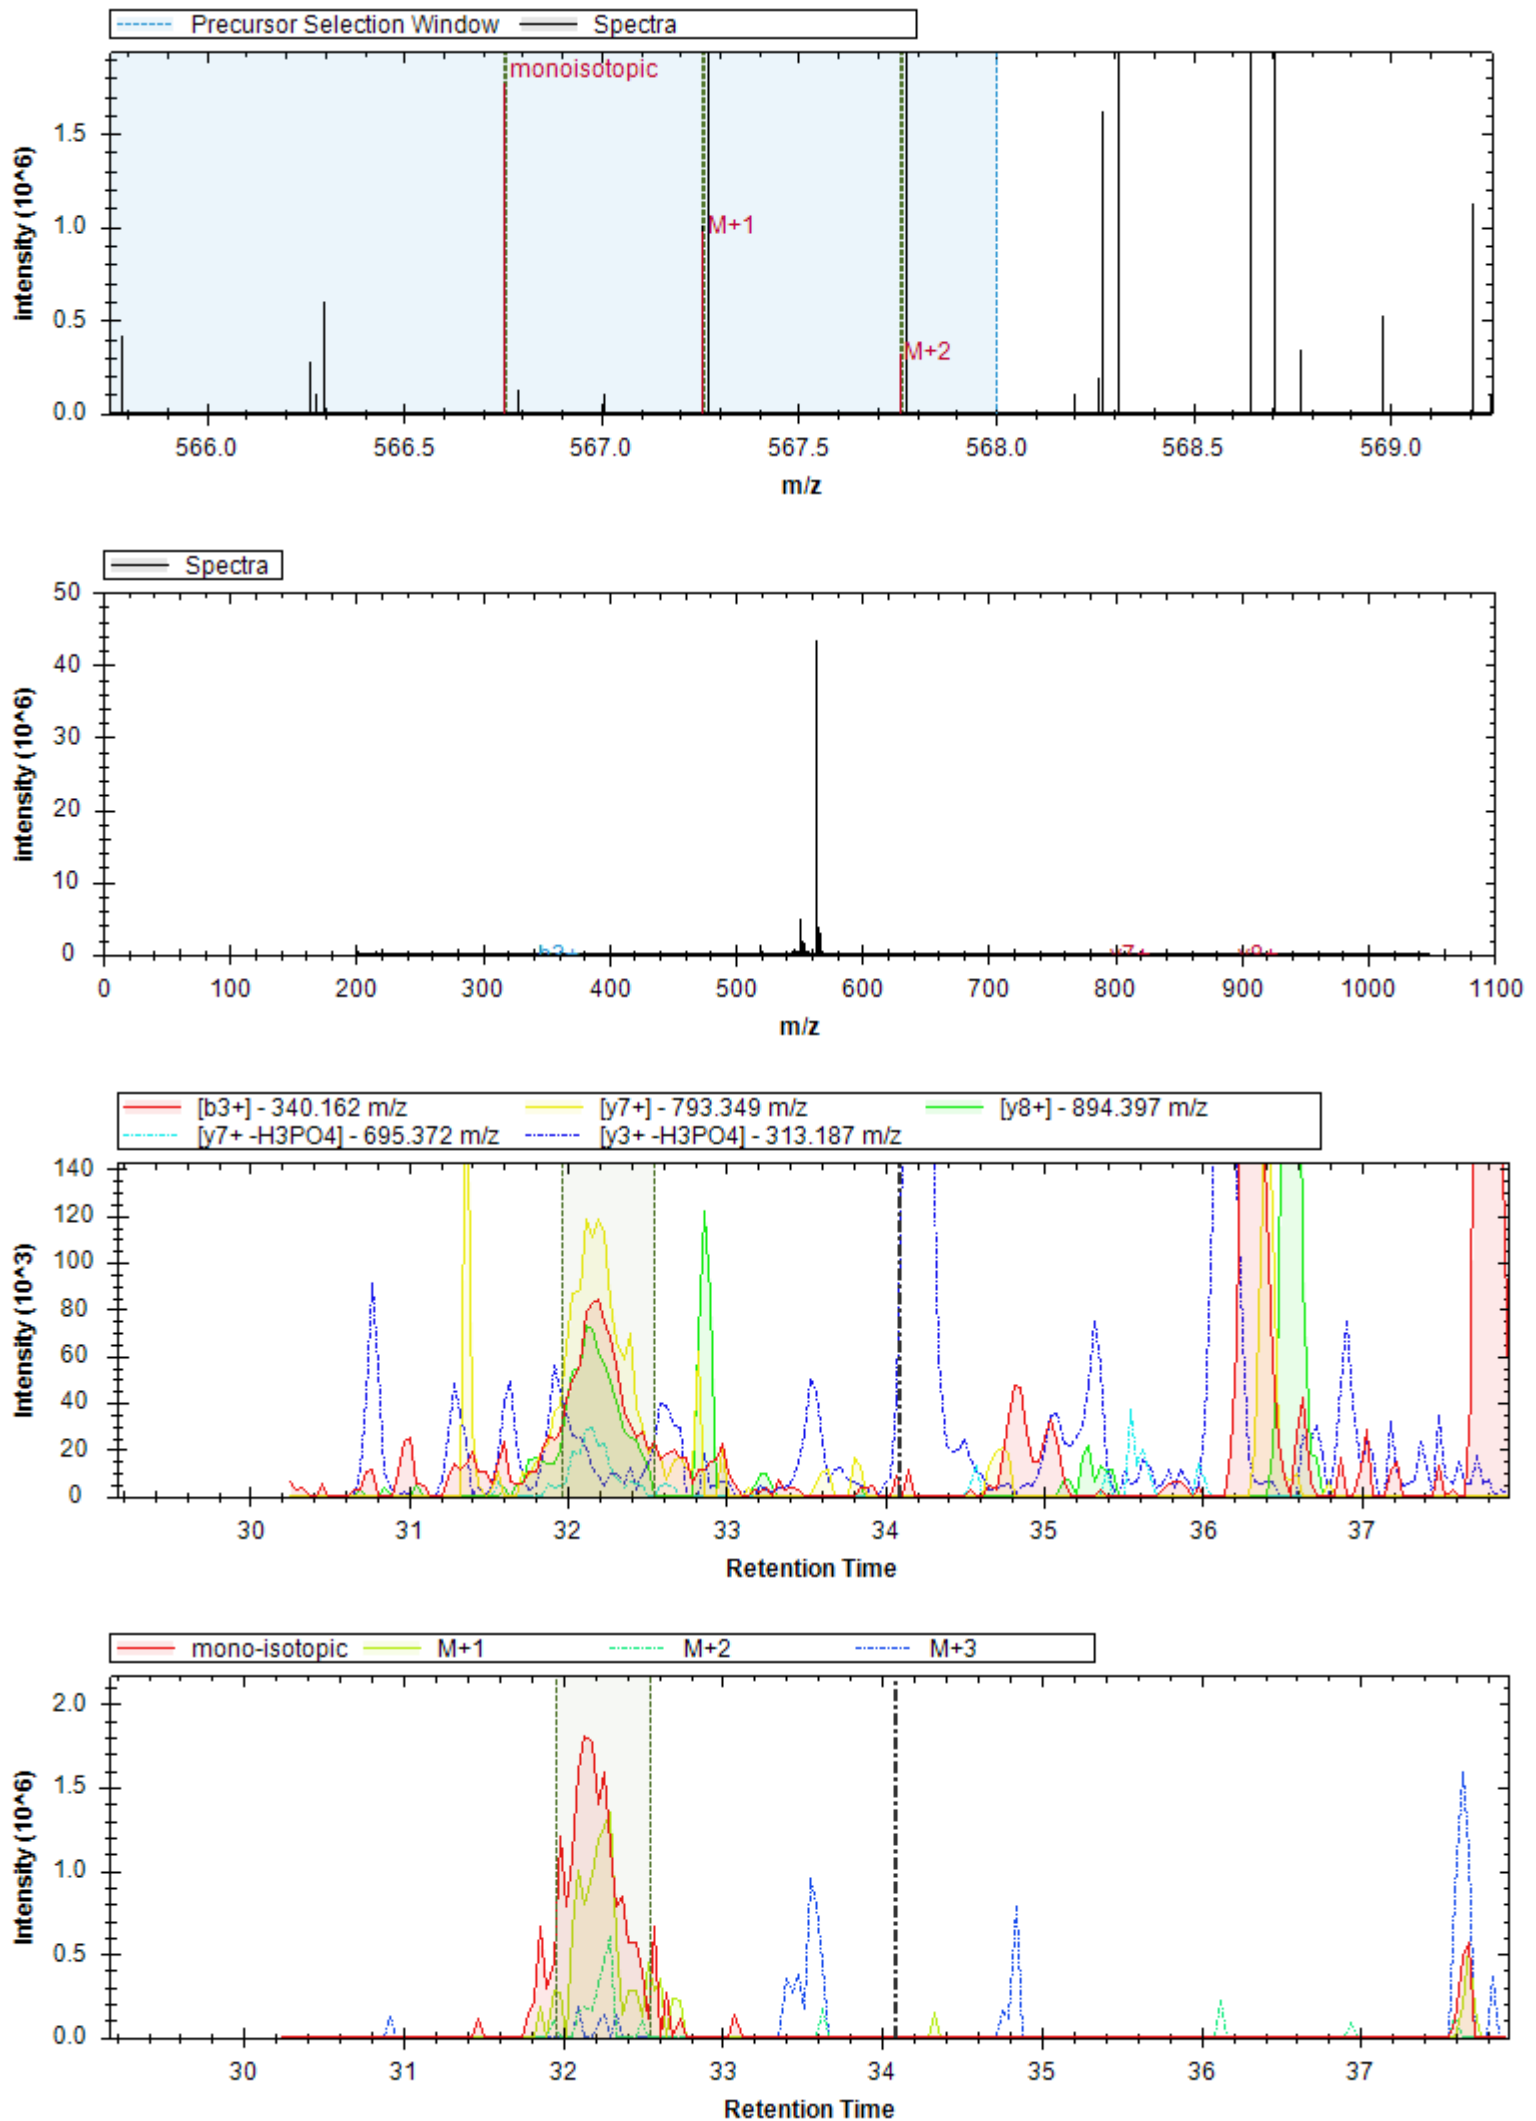 Precursor Selection Window Spectra
monoisotopic
M+1
M+2
intensity (10^6)
1.5
1.0
0.5
0.0
566.0 566.5 567.0 567.5 568.0 568.5 569.0
m/z
Spectra
intensity (10^6)
50
40
30
20
10
0
b3+ y7+ y8+
0 100 200 300 400 500 600 700 800 900 1000 1100
m/z
[b3+] - 340.162 m/z [y7+] - 793.349 m/z [y8+] - 894.397 m/z
[y7+ -H3PO4] - 695.372 m/z [y3+ -H3PO4] - 313.187 m/z
Intensity (10^3)
140
120
100
80
60
40
20
0
30 31 32 33 34 35 36 37
Retention Time
mono-isotopic M+1 M+2 M+3
Intensity (10^6)
2.0
1.5
1.0
0.5
0.0
30 31 32 33 34 35 36 37
Retention Time